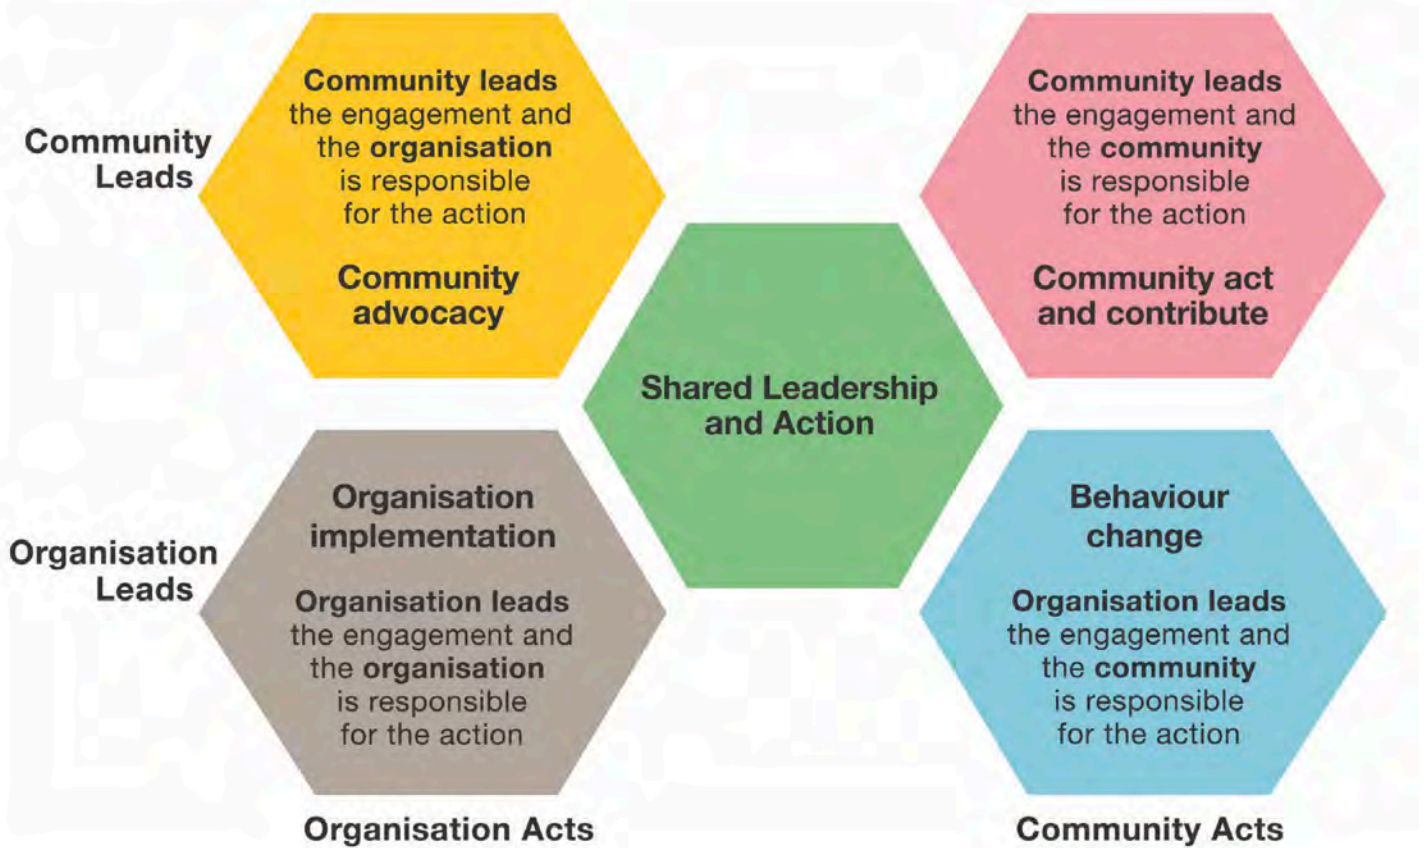 Community
Leads
Community leads
the engagement and
the organisation
is responsible
for the action
Community
advocacy
Community leads
the engagement and
the community
is responsible
for the action
Community act
and contribute
Shared Leadership
and Action
Organisation
Leads
Organisation
implementation
Organisation leads
the engagement and
the organisation
is responsible
for the action
Behaviour
change
Organisation leads
the engagement and
the community
is responsible
for the action
Organisation Acts
Community Acts